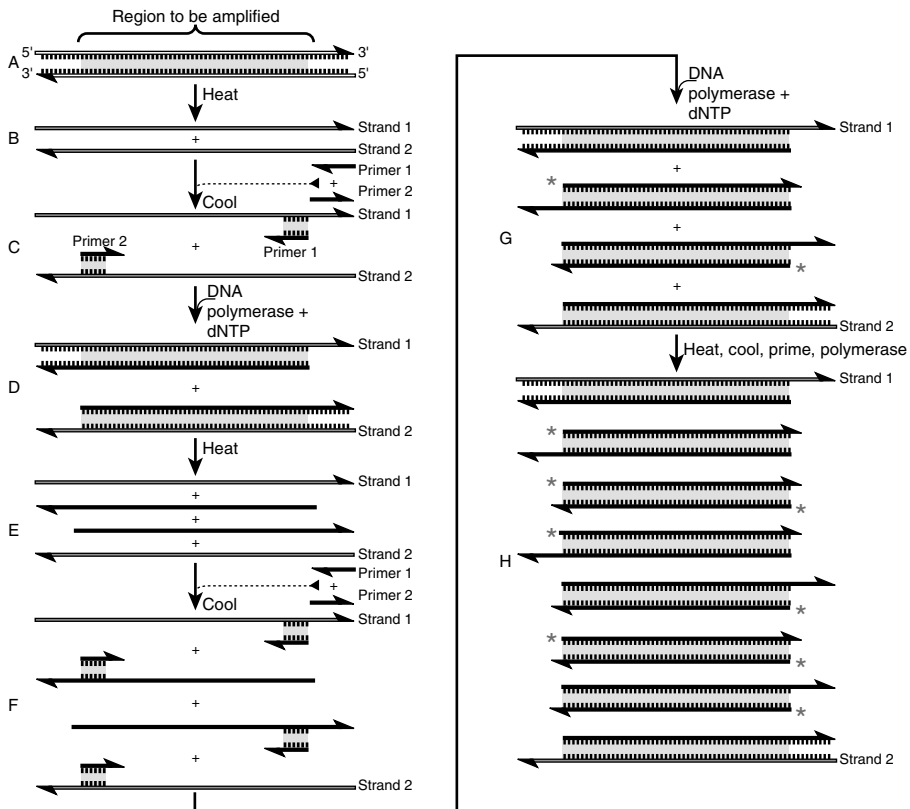 Region to be amplified
A
5'
3'
3'
5'
Heat
B
Strand 1
+
Strand 2
Primer 1
+
Primer 2
Cool
Strand 1
C
Primer 2
+
Primer 1
Strand 2
DNA
polymerase +
dNTP
Strand 1
D
+
Strand 2
Heat
Strand 1
+
+
E
+
Strand 2
Primer 1
+
Primer 2
Cool
Strand 1
+
F
+
+
Strand 2
DNA
polymerase +
dNTP
Strand 1
+
*
G
+
*
+
Strand 2
Heat, cool, prime, polymerase
Strand 1
*
*
*
*
H
*
*
*
*
Strand 2